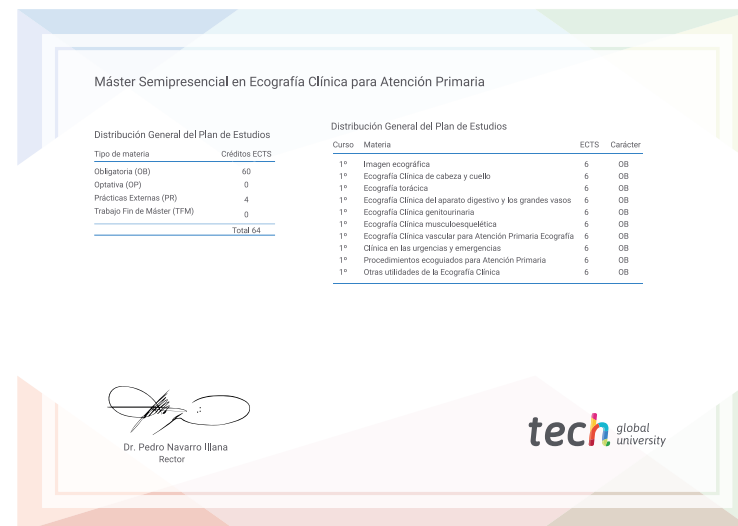 Máster Semipresencial en Ecografía Clínica para Atención Primaria
Distribución General del Plan de Estudios
Tipo de materia Créditos ECTS
Obligatoria (OB) 60
Optativa (OP) 0
Prácticas Externas (PR) 4
Trabajo Fin de Máster (TFM) 0
Total 64
Distribución General del Plan de Estudios
Curso Materia ECTS Carácter
1º Imagen ecográfica 6 OB
1º Ecografía Clínica de cabeza y cuello 6 OB
1º Ecografía torácica 6 OB
1º Ecografía Clínica del aparato digestivo y los grandes vasos 6 OB
1º Ecografía Clínica genitourinaria 6 OB
1º Ecografía Clínica musculoesquelética 6 OB
1º Ecografía Clínica vascular para Atención Primaria Ecografía 6 OB
1º Clínica en las urgencias y emergencias 6 OB
1º Procedimientos ecoguiados para Atención Primaria 6 OB
1º Otras utilidades de la Ecografía Clínica 6 OB
Dr. Pedro Navarro Illana
Rector
tech global
university